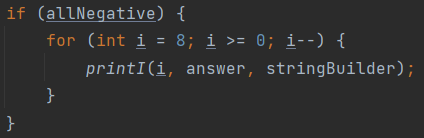 if (allNegative) {
    for (int i = 8; i >= 0; i--) {
        printI(i, answer, stringBuilder);
    }
}